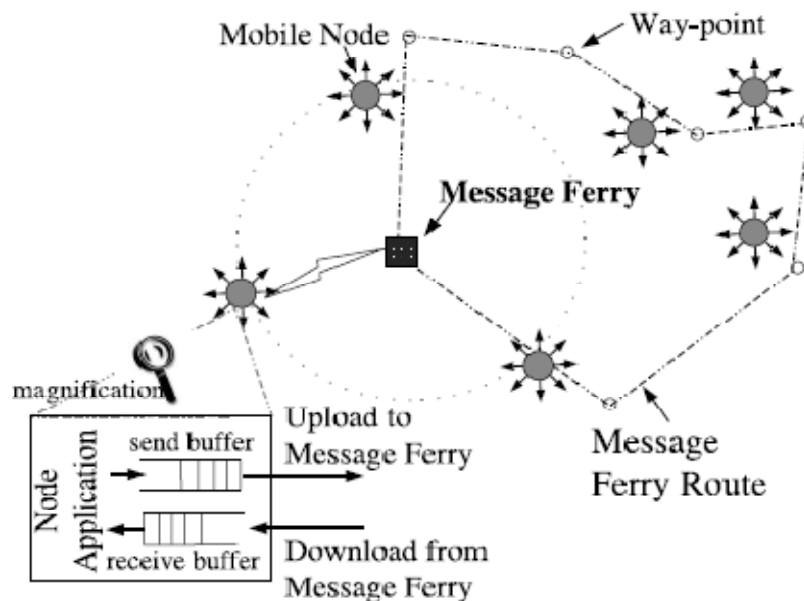 Mobile Node
Way-point
Message Ferry
magnification
Upload to
Message Ferry
send buffer
Node
Application
receive buffer
Download from
Message Ferry
Message
Ferry Route